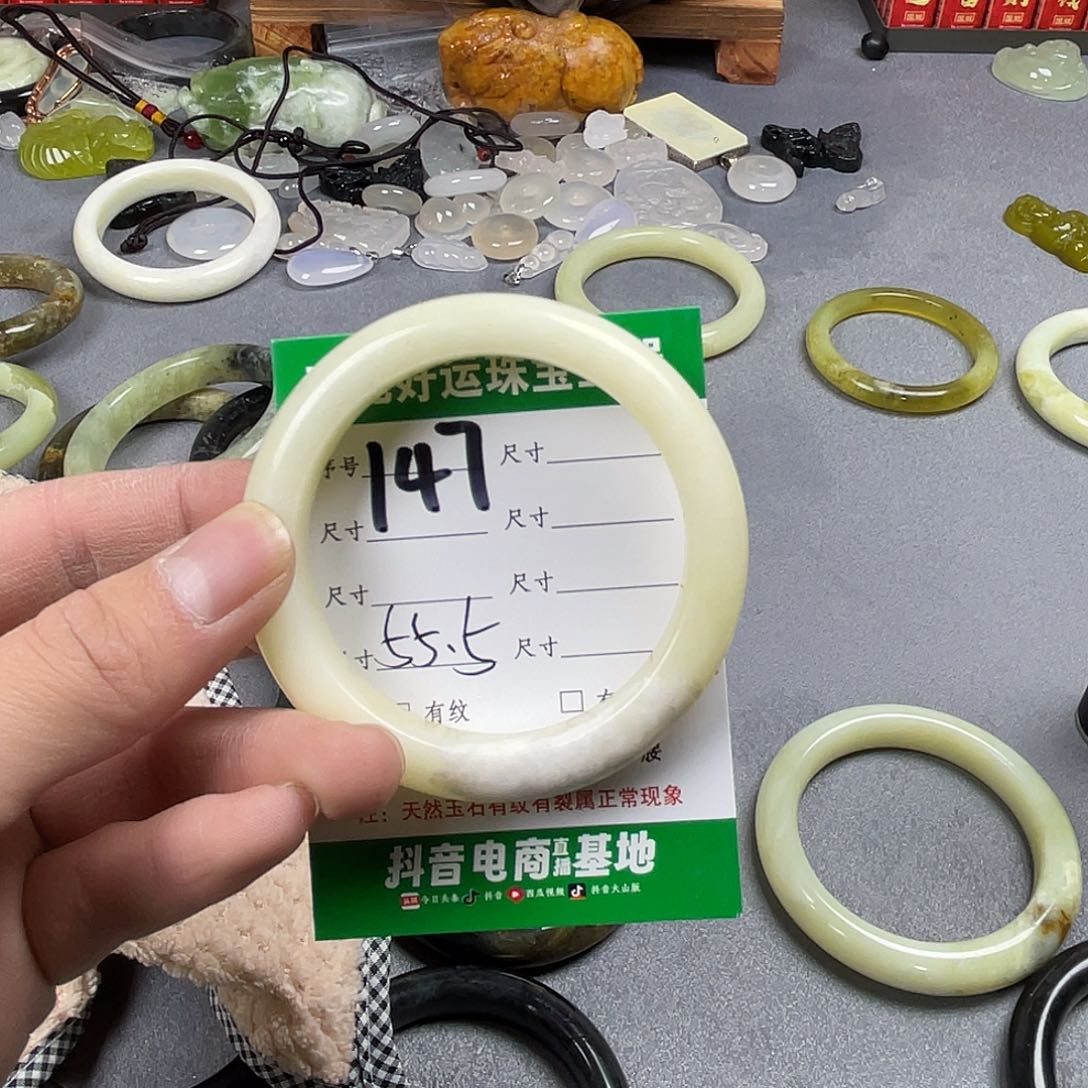 好运珠宝
序号 147 尺寸
尺寸 尺寸
尺寸 尺寸
寸 55.5 尺寸
有纹 □ 有
注：天然玉石有纹有裂属正常现象
抖音电商直播基地
今日头条 抖音 西瓜视频 抖音火山版